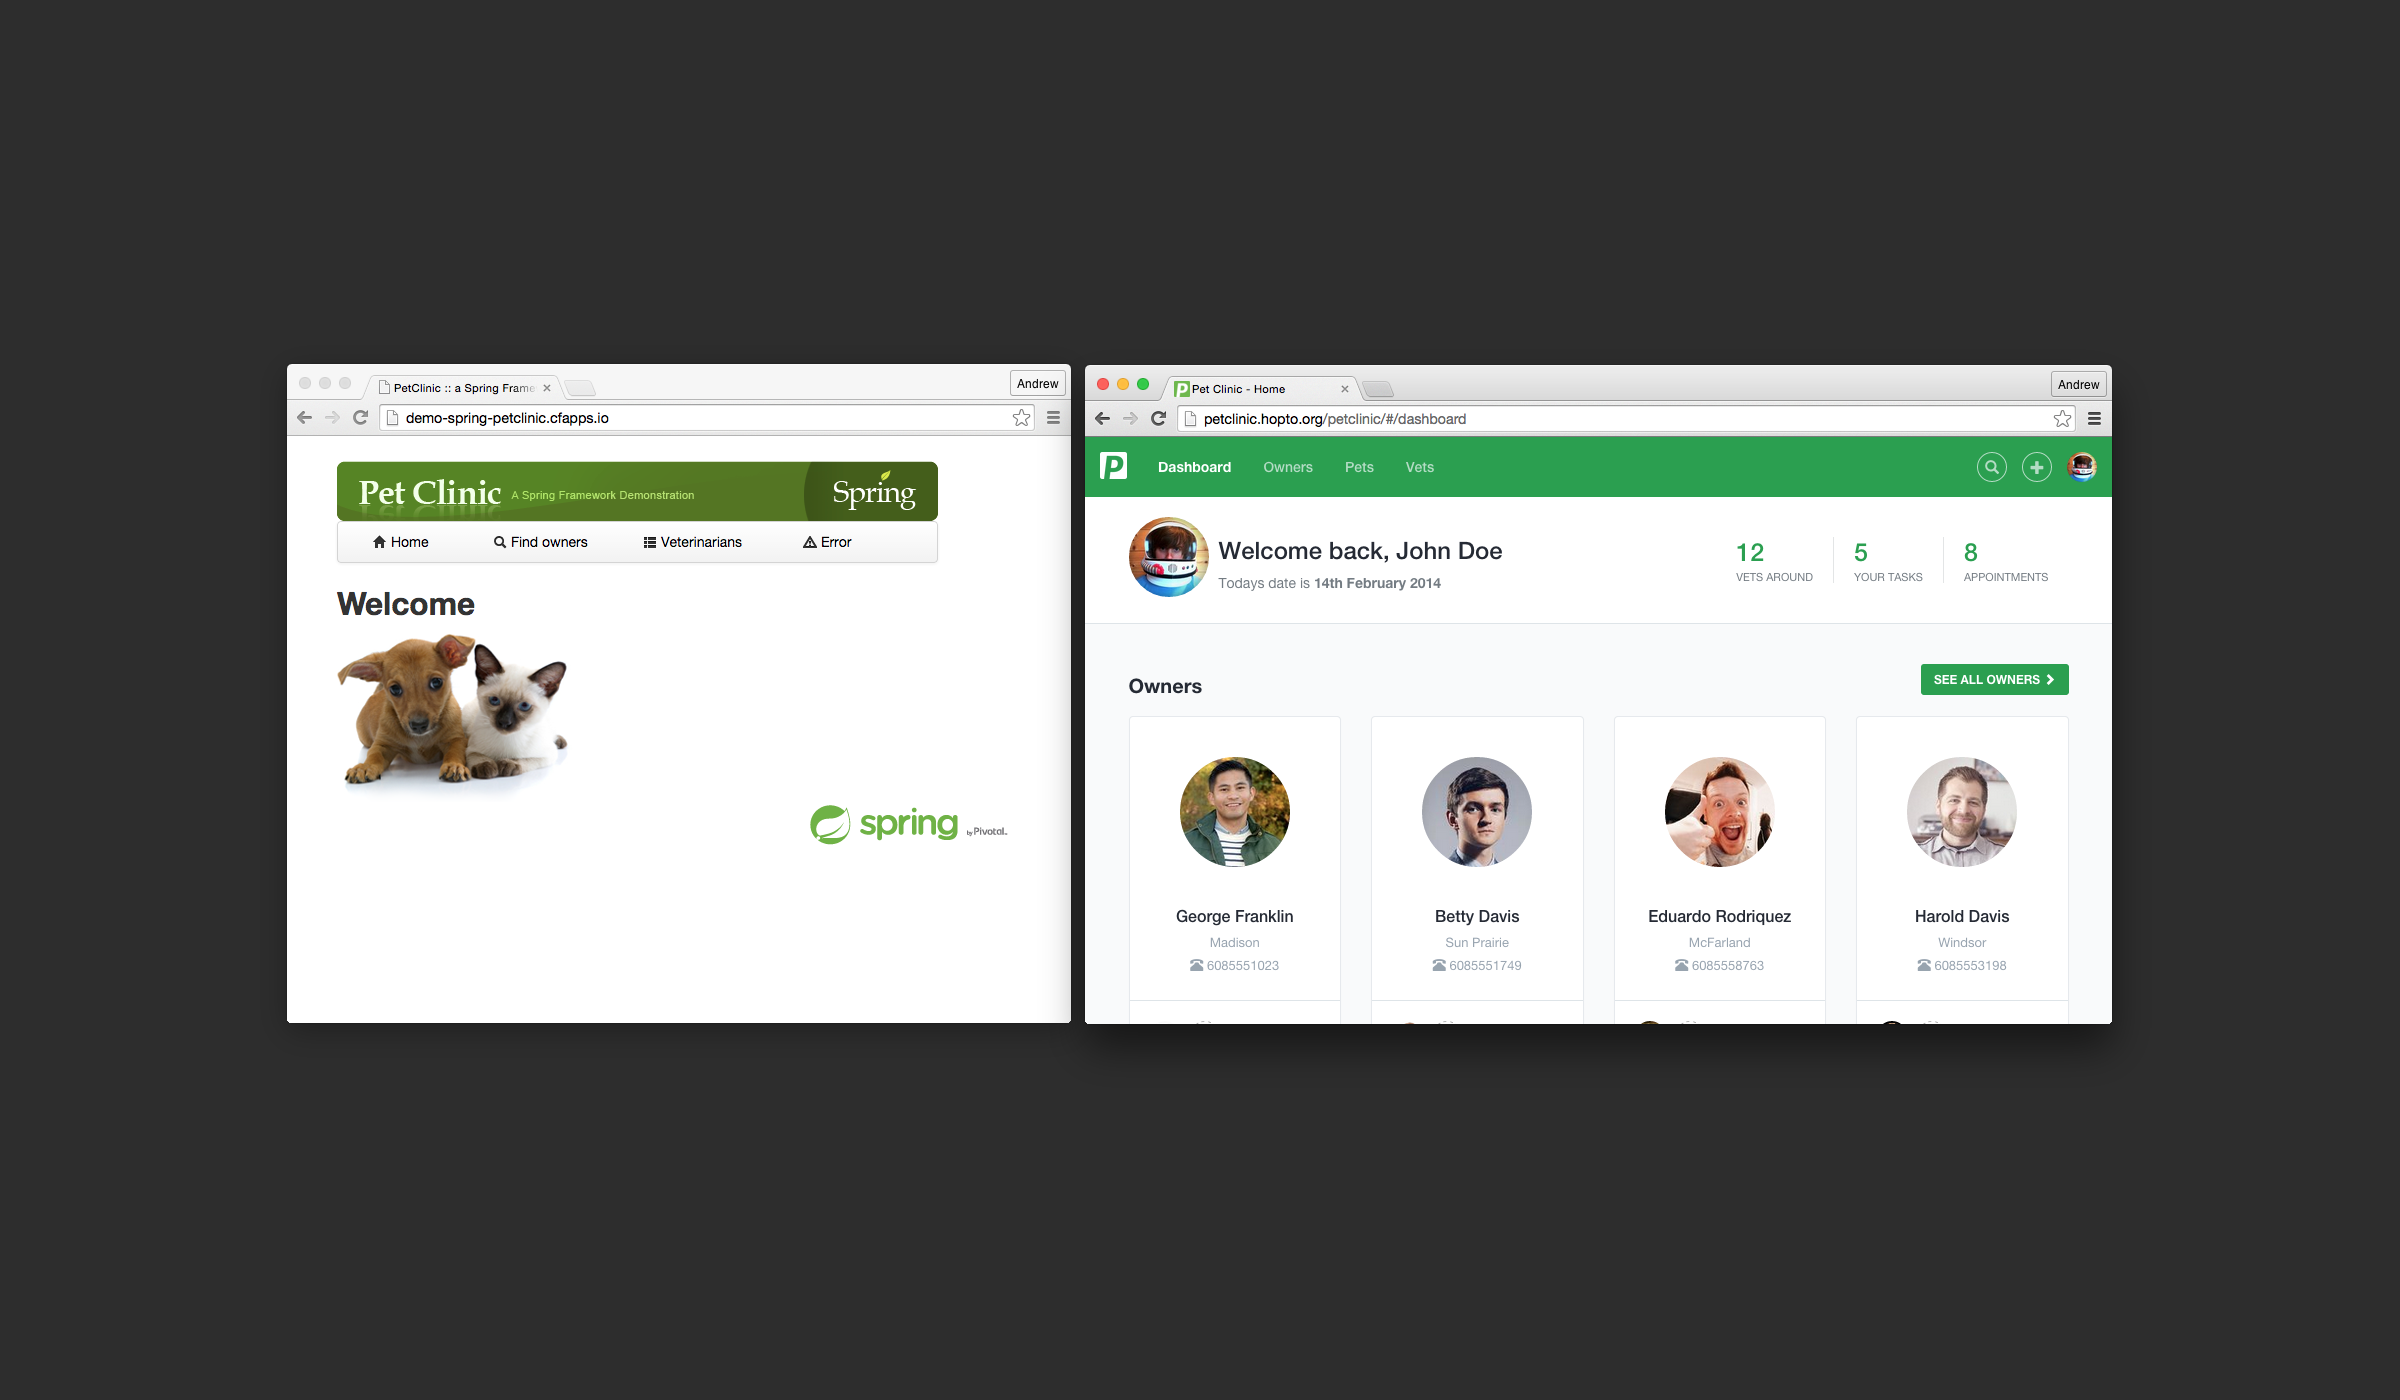 PetClinic :: a Spring Frame
Andrew
demo-spring-petclinic.cfapps.io
Pet Clinic A Spring Framework Demonstration
Spring
Home Find owners Veterinarians Error
Welcome
spring by Pivotal.
Pet Clinic - Home
Andrew
petclinic.hopto.org/petclinic/#/dashboard
P Dashboard Owners Pets Vets
Welcome back, John Doe
Todays date is 14th February 2014
12 5 8
VETS AROUND YOUR TASKS APPOINTMENTS
Owners
SEE ALL OWNERS
George Franklin
Madison
6085551023
Betty Davis
Sun Prairie
6085551749
Eduardo Rodriquez
McFarland
6085558763
Harold Davis
Windsor
6085553198